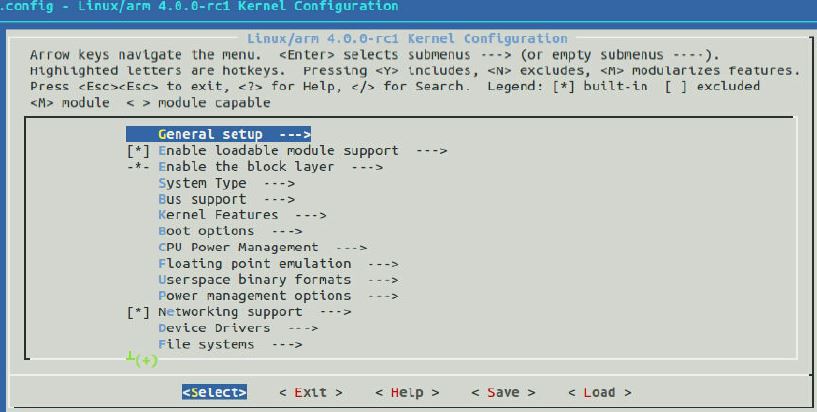 .config - Linux/arm 4.0.0-rc1 Kernel Configuration
Linux/arm 4.0.0-rc1 Kernel Configuration
Arrow keys navigate the menu.  <Enter> selects submenus ---> (or empty submenus ----).
Highlighted letters are hotkeys.  Pressing <Y> includes, <N> excludes, <M> modularizes features.
Press <Esc><Esc> to exit, <?> for Help, </> for Search.  Legend: [*] built-in  [ ] excluded
<M> module  < > module capable
General setup  --->
[*] Enable loadable module support  --->
-*- Enable the block layer  --->
System Type  --->
Bus support  --->
Kernel Features  --->
Boot options  --->
CPU Power Management  --->
Floating point emulation  --->
Userspace binary formats  --->
Power management options  --->
[*] Networking support  --->
Device Drivers  --->
File systems  --->
┴(+)
<Select>    < Exit >    < Help >    < Save >    < Load >